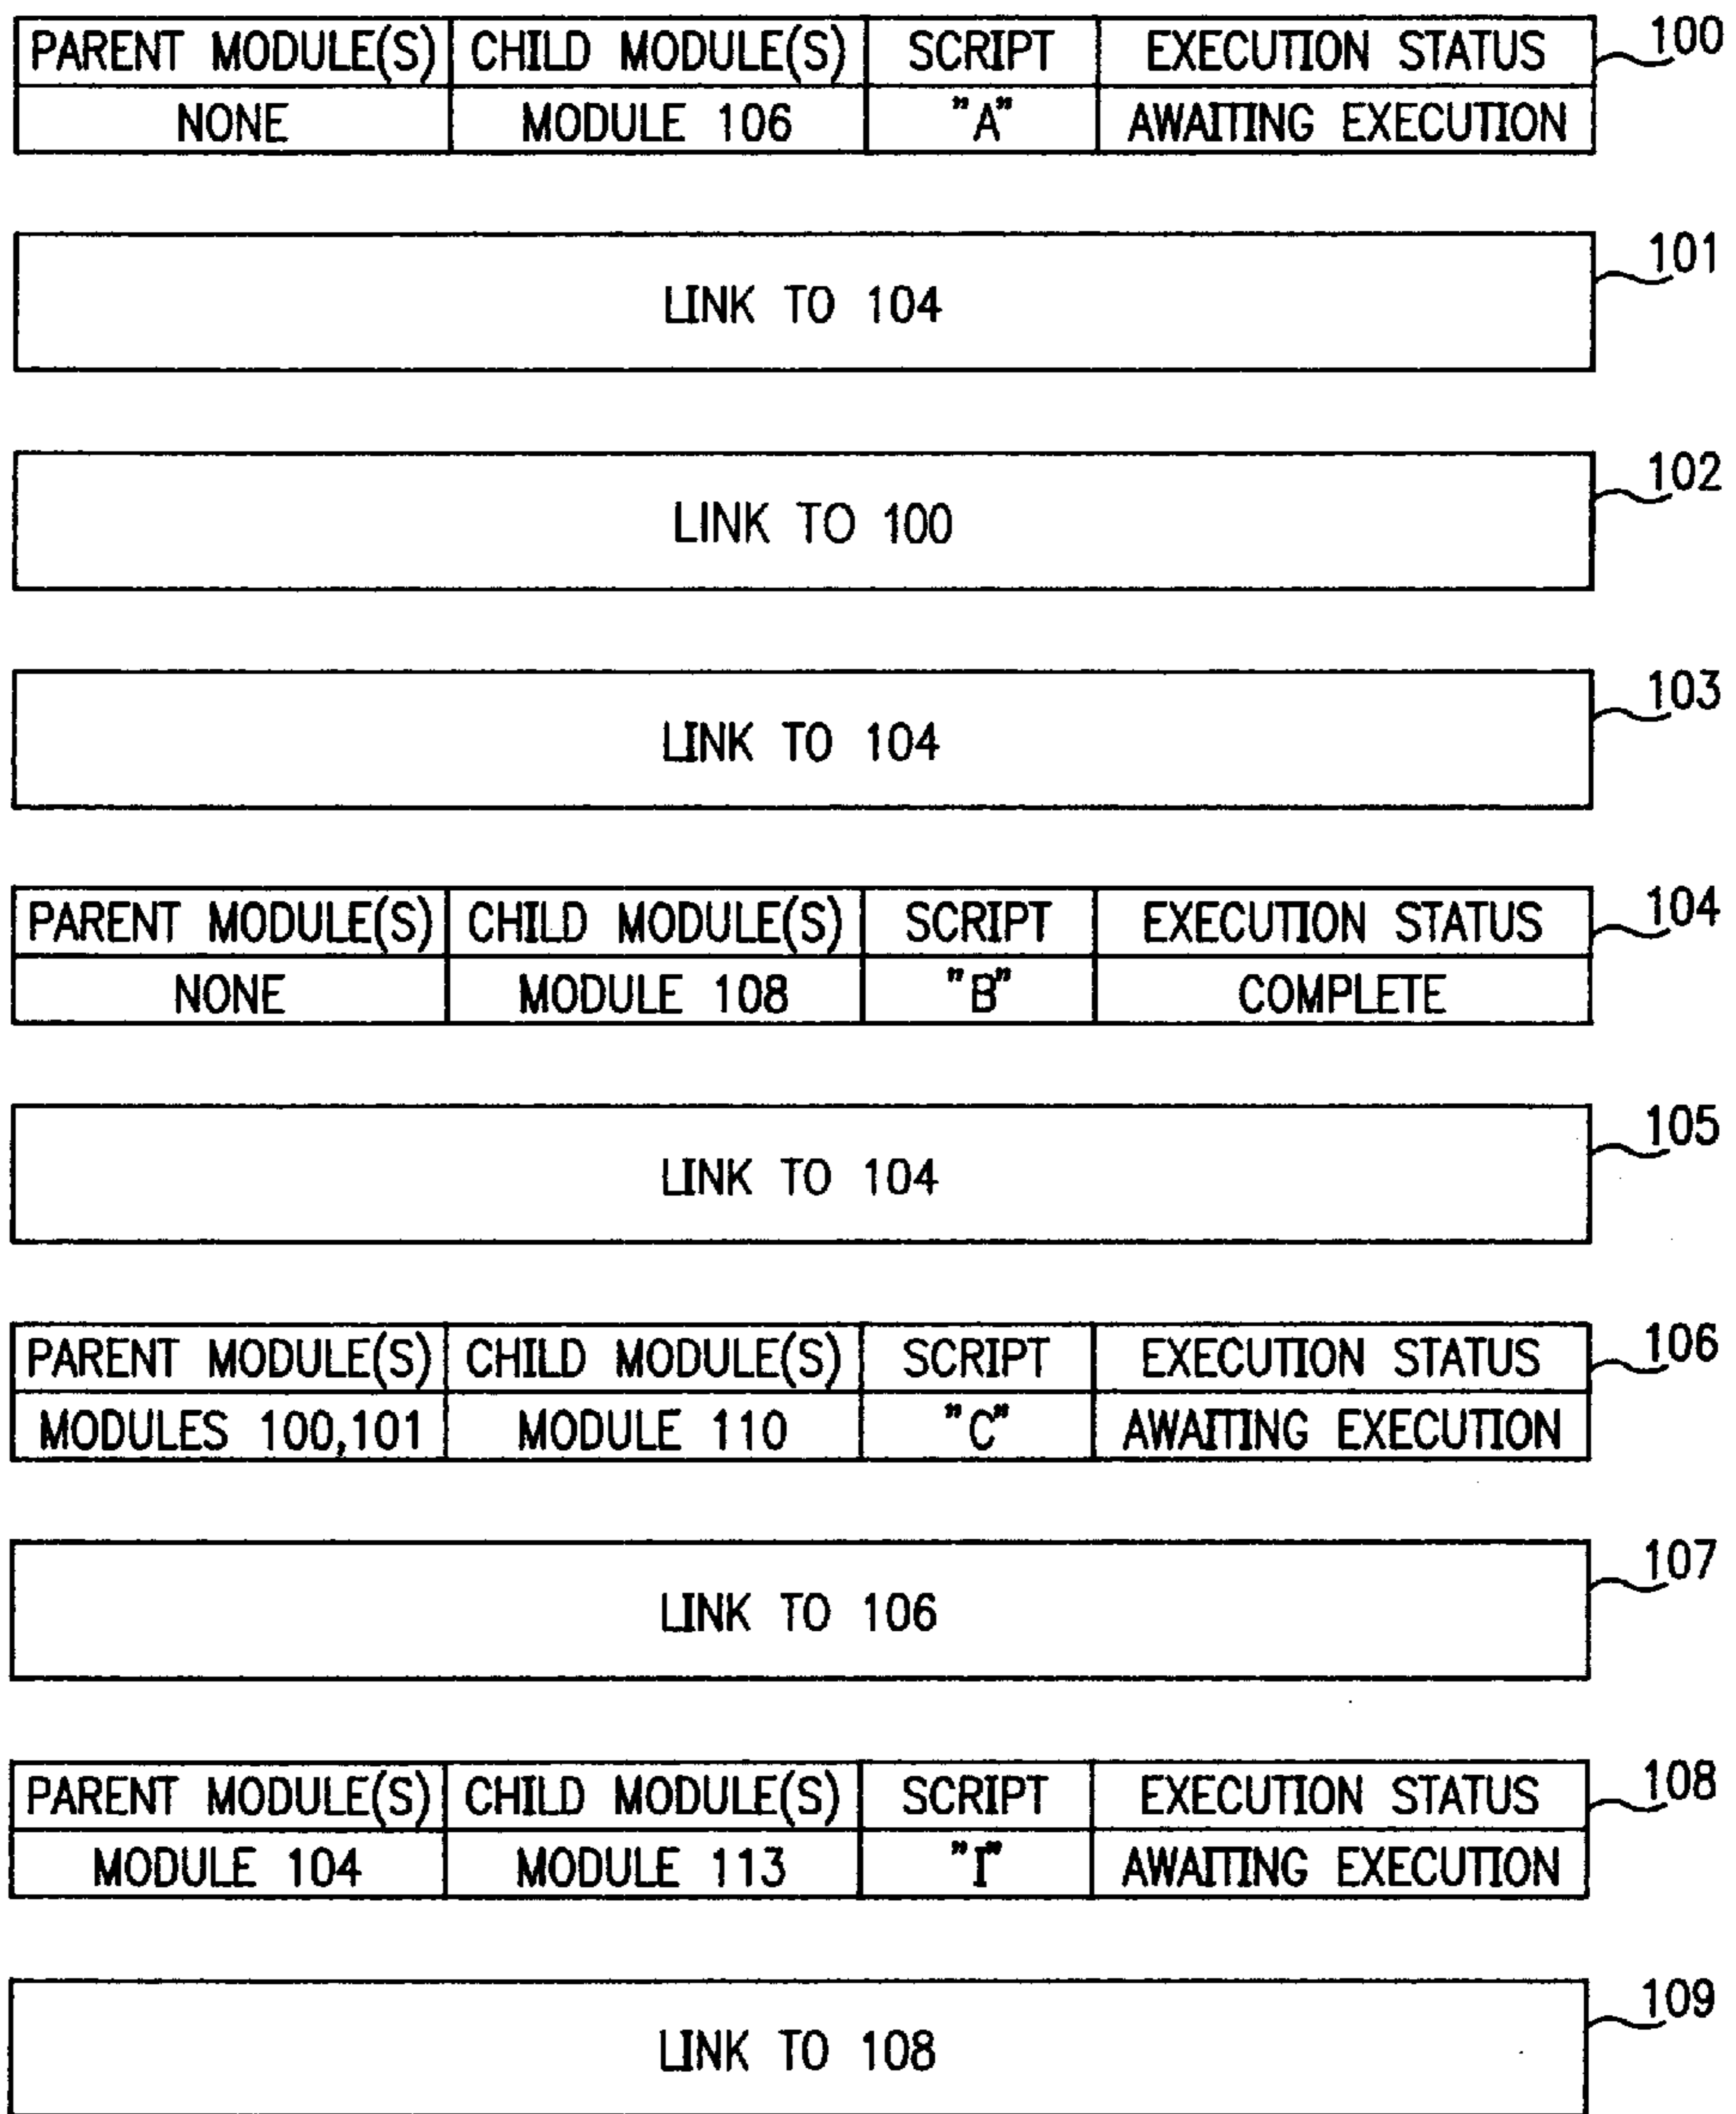 PARENT MODULE(S) CHILD MODULE(S) SCRIPT EXECUTION STATUS 100
NONE MODULE 106 "A" AWAITING EXECUTION
101
LINK TO 104
102
LINK TO 100
103
LINK TO 104
PARENT MODULE(S) CHILD MODULE(S) SCRIPT EXECUTION STATUS 104
NONE MODULE 108 "B" COMPLETE
105
LINK TO 104
PARENT MODULE(S) CHILD MODULE(S) SCRIPT EXECUTION STATUS 106
MODULES 100,101 MODULE 110 "C" AWAITING EXECUTION
107
LINK TO 106
PARENT MODULE(S) CHILD MODULE(S) SCRIPT EXECUTION STATUS 108
MODULE 104 MODULE 113 "I" AWAITING EXECUTION
109
LINK TO 108